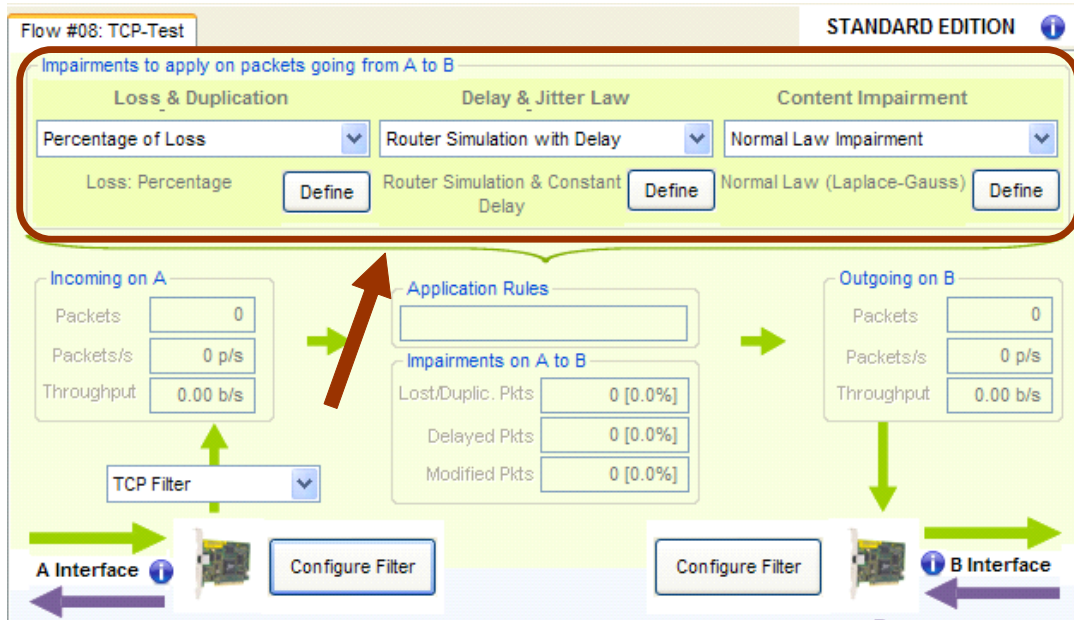 Flow #08: TCP-Test
STANDARD EDITION
Impairments to apply on packets going from A to B
Loss & Duplication
Delay & Jitter Law
Content Impairment
Percentage of Loss
Router Simulation with Delay
Normal Law Impairment
Loss: Percentage
Define
Router Simulation & Constant
Delay
Define
Normal Law (Laplace-Gauss)
Define
Incoming on A
Packets 0
Packets/s 0 p/s
Throughput 0.00 b/s
Application Rules
Impairments on A to B
Lost/Duplic. Pkts 0 [0.0%]
Delayed Pkts 0 [0.0%]
Modified Pkts 0 [0.0%]
Outgoing on B
Packets 0
Packets/s 0 p/s
Throughput 0.00 b/s
TCP Filter
A Interface
Configure Filter
Configure Filter
B Interface